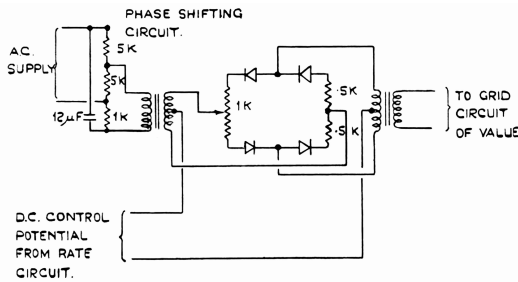 PHASE SHIFTING
CIRCUIT.
A.C.
SUPPLY
5K
5K
1K
12μF
1K
.5K
.5K
TO GRID
CIRCUIT
OF VALUE
D.C. CONTROL
POTENTIAL
FROM RATE
CIRCUIT.